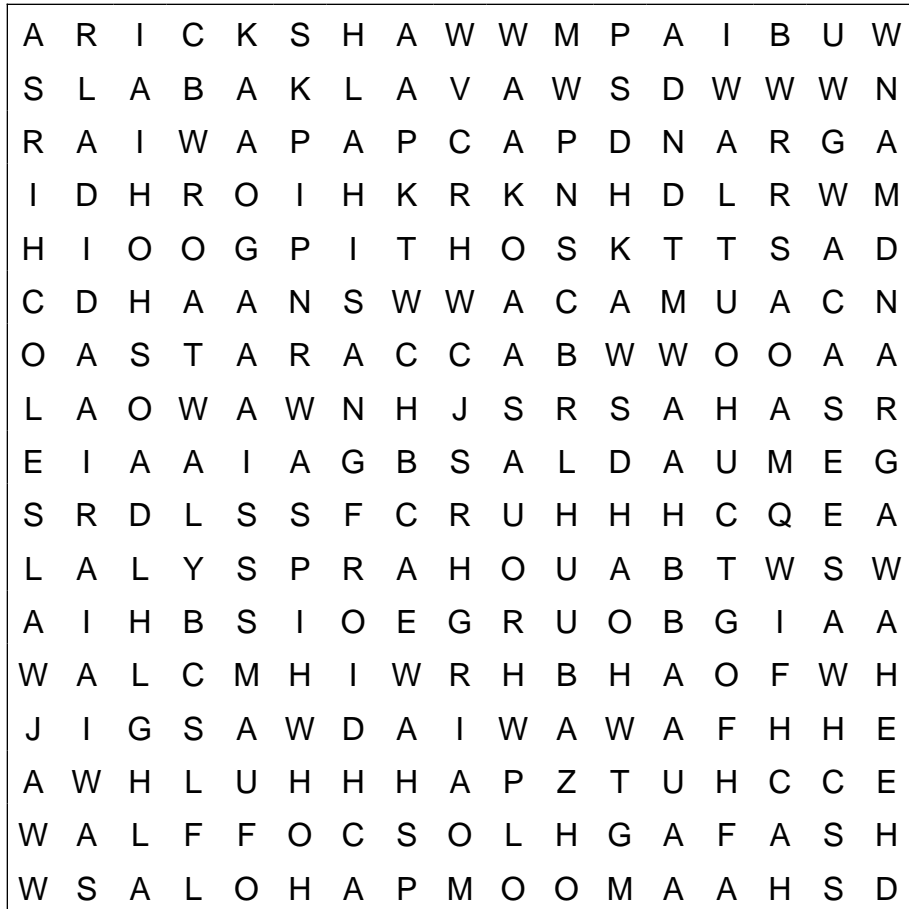 A R I C K S H A W W M P A I B U W
S L A B A K L A V A W S D W W W N
R A I W A P A P C A P D N A R G A
I D H R O I H K R K N H D L R W M
H I O O G P I T H O S K T T S A D
C D H A A N S W W A C A M U A C N
O A S T A R A C C A B W W O O A A
L A O W A W N H J S R S A H A S R
E I A A I A G B S A L D A U M E G
S R D L S S F C R U H H H C Q E A
L A L Y S P R A H O U A B T W S W
A I H B S I O E G R U O B G I A A
W A L C M H I W R H B H A O F W H
J I G S A W D A I W A W A F H H E
A W H L U H H H A P Z T U H C C E
W A L F F O C S O L H G A F A S H
W S A L O H A P M O O M A A H S D